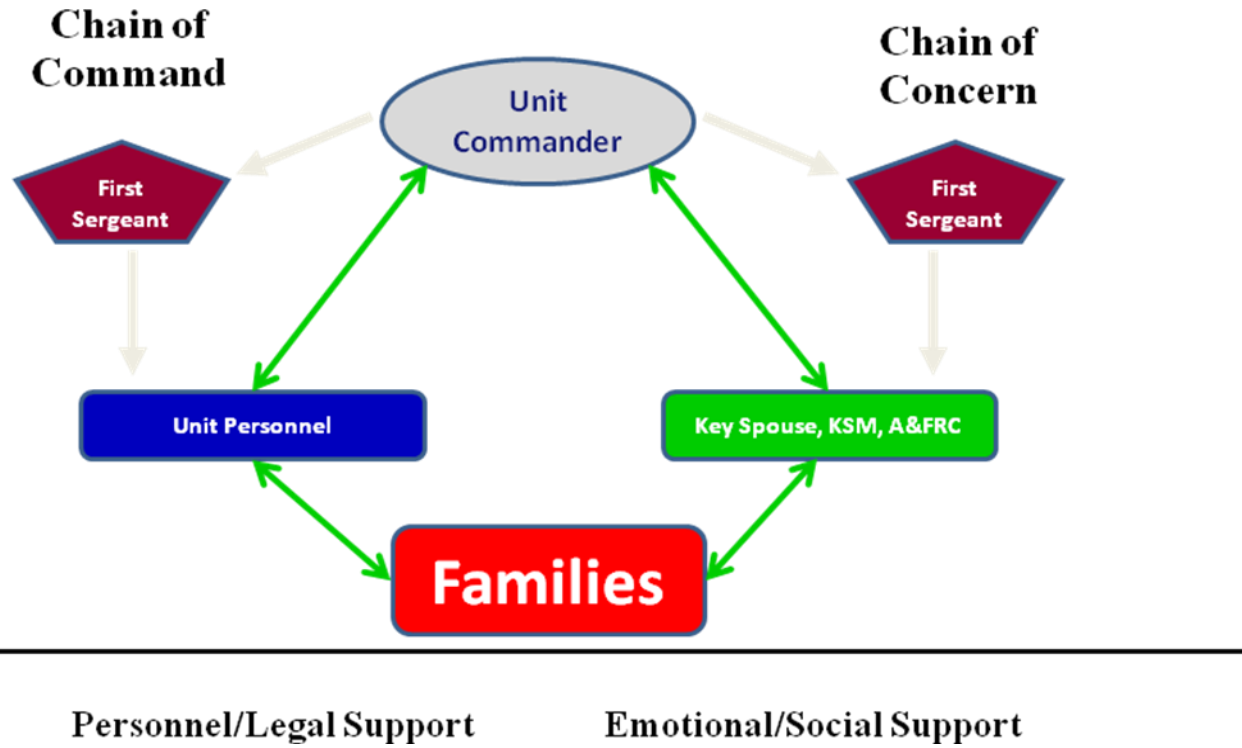 Chain of
Command
Chain of
Concern
Unit
Commander
First
Sergeant
First
Sergeant
Unit Personnel
Key Spouse, KSM, A&FRC
Families
Personnel/Legal Support
Emotional/Social Support